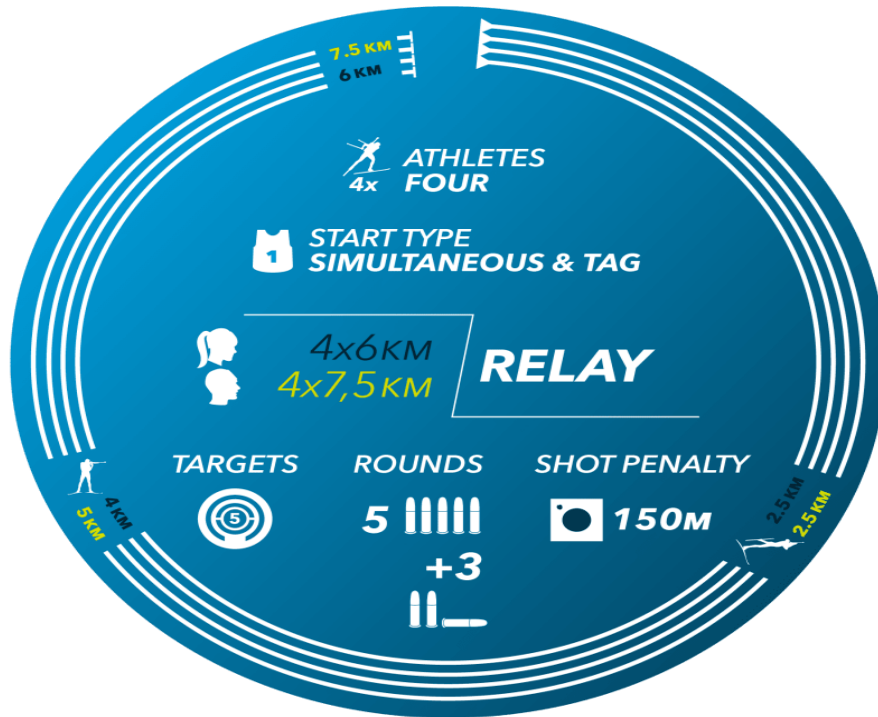 7.5 KM
6 KM
ATHLETES
4x FOUR
1
START TYPE
SIMULTANEOUS & TAG
4x6KM
4x7,5KM
RELAY
TARGETS
ROUNDS
SHOT PENALTY
5
5
150M
+3
4 KM
5 KM
2.5 KM
2.5 KM